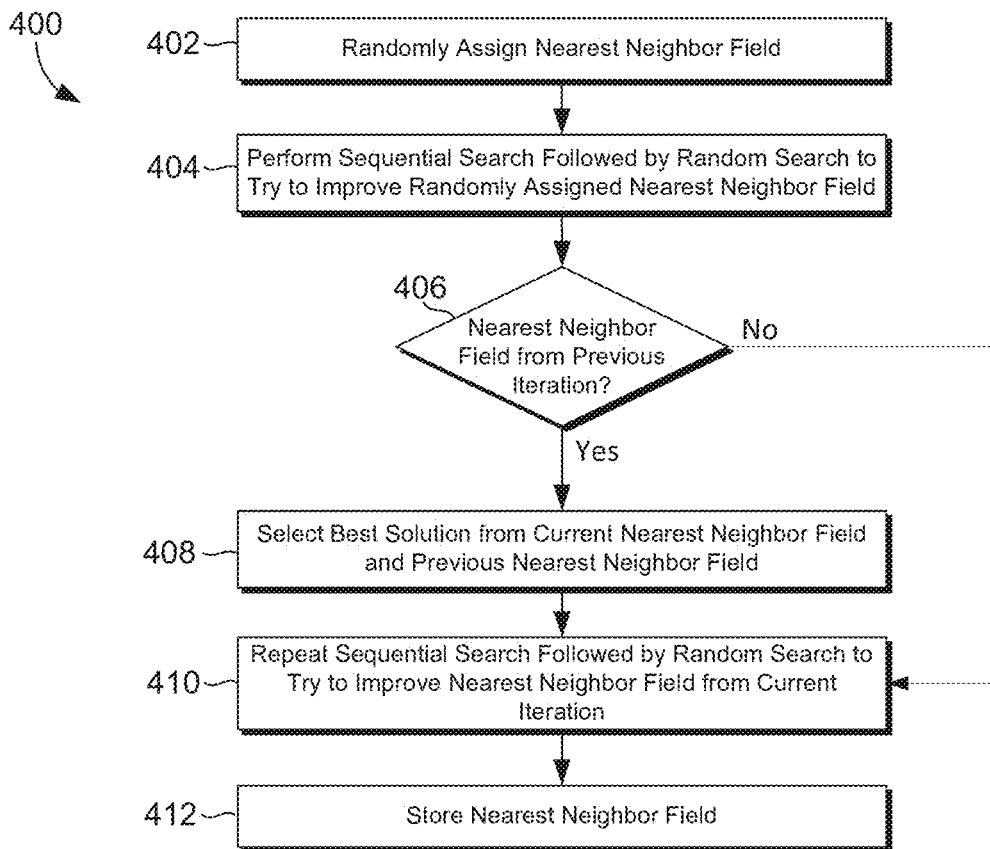 400
402
Randomly Assign Nearest Neighbor Field
404
Perform Sequential Search Followed by Random Search to
Try to Improve Randomly Assigned Nearest Neighbor Field
406
Nearest Neighbor
Field from Previous
Iteration?
No
Yes
408
Select Best Solution from Current Nearest Neighbor Field
and Previous Nearest Neighbor Field
410
Repeat Sequential Search Followed by Random Search to
Try to Improve Nearest Neighbor Field from Current
Iteration
412
Store Nearest Neighbor Field